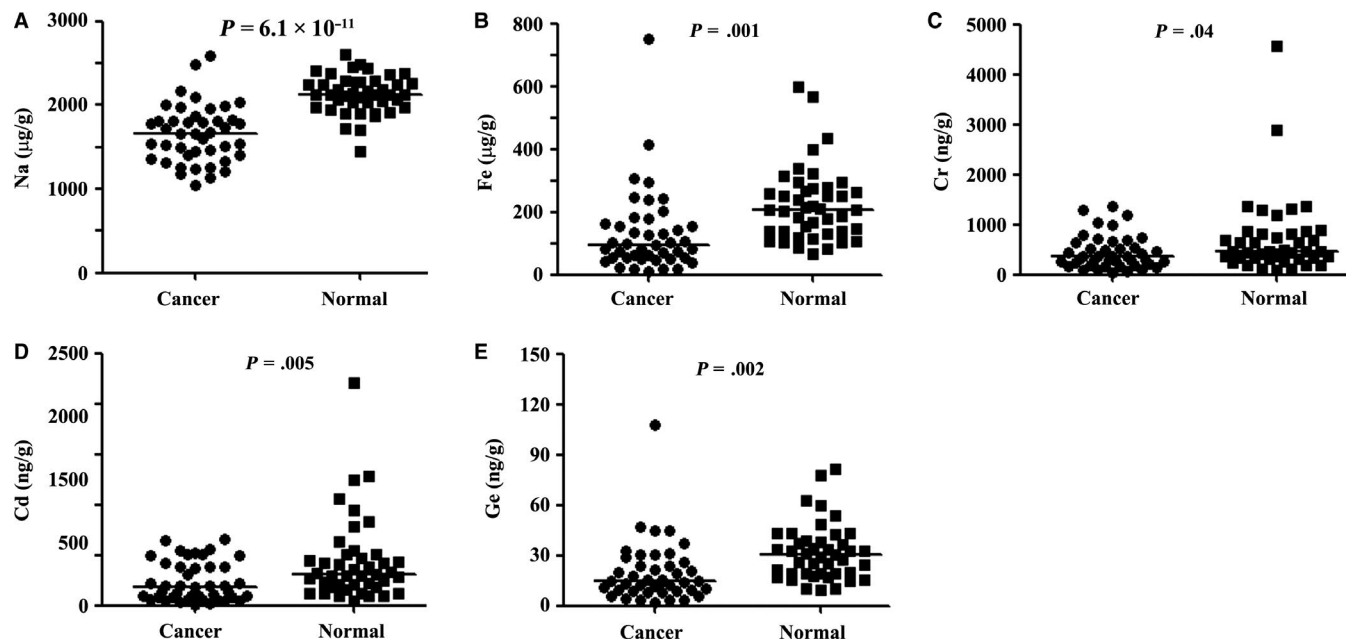 A
P = 6.1 × 10⁻¹¹
3000
2000
1000
0
Na (µg/g)
Cancer
Normal
B
P = .001
800
600
400
200
0
Fe (µg/g)
Cancer
Normal
C
P = .04
5000
4000
3000
2000
1000
0
Cr (ng/g)
Cancer
Normal
D
P = .005
2500
2000
1500
500
0
Cd (ng/g)
Cancer
Normal
E
P = .002
150
120
90
60
30
0
Ge (ng/g)
Cancer
Normal